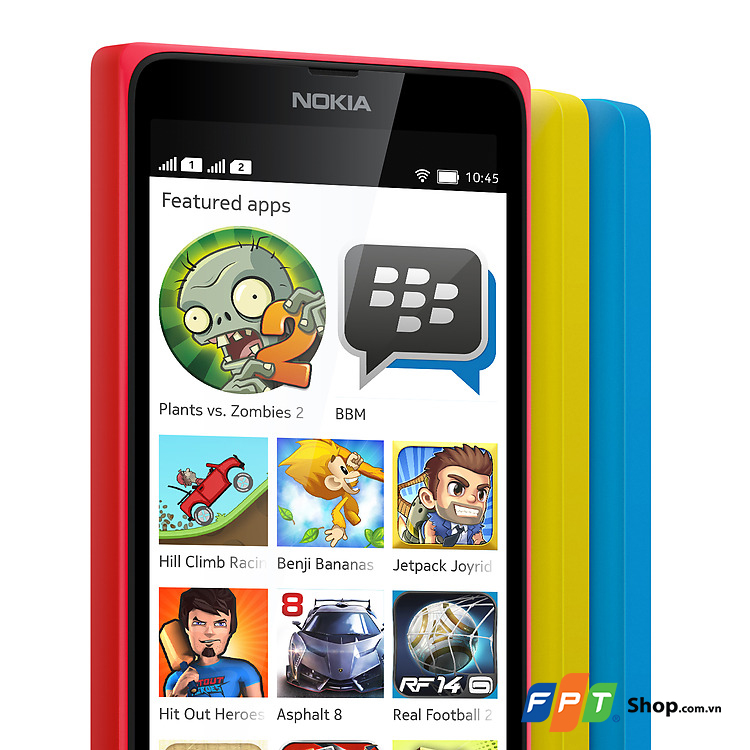 NOKIA
1 2 10:45
Featured apps
2
Plants vs. Zombies 2 BBM
Hill Climb Racin Benji Bananas Jetpack Joyrid
8
RF 14
Hit Out Heroes Asphalt 8 Real Football 2
FPT Shop.com.vn